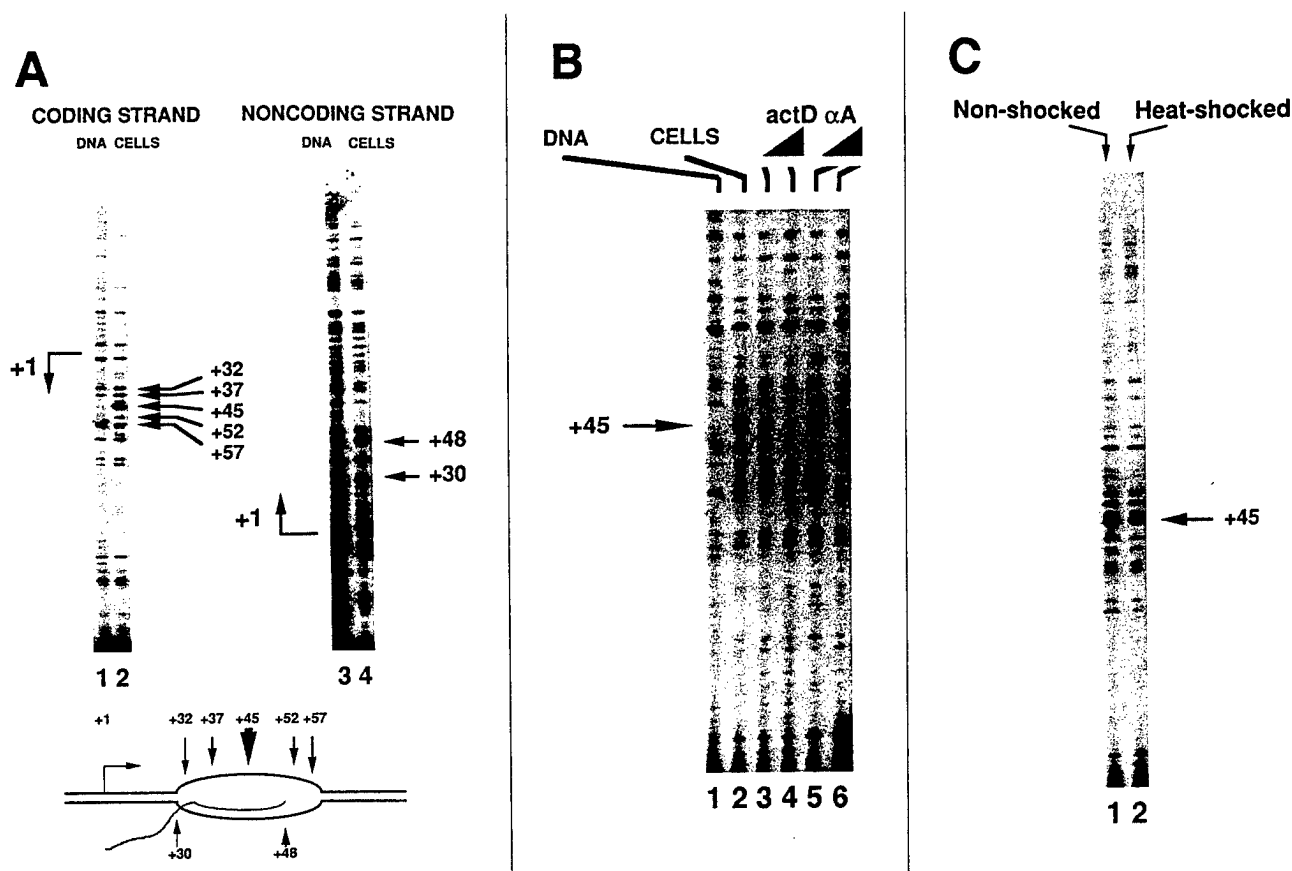 A
CODING STRAND
DNA CELLS
NONCODING STRAND
DNA CELLS
+1
+32
+37
+45
+52
+57
+48
+30
+1
1 2
3 4
+1 +32 +37 +45 +52 +57
+30 +48
B
actD αA
DNA CELLS
+45
1 2 3 4 5 6
C
Non-shocked Heat-shocked
+45
1 2